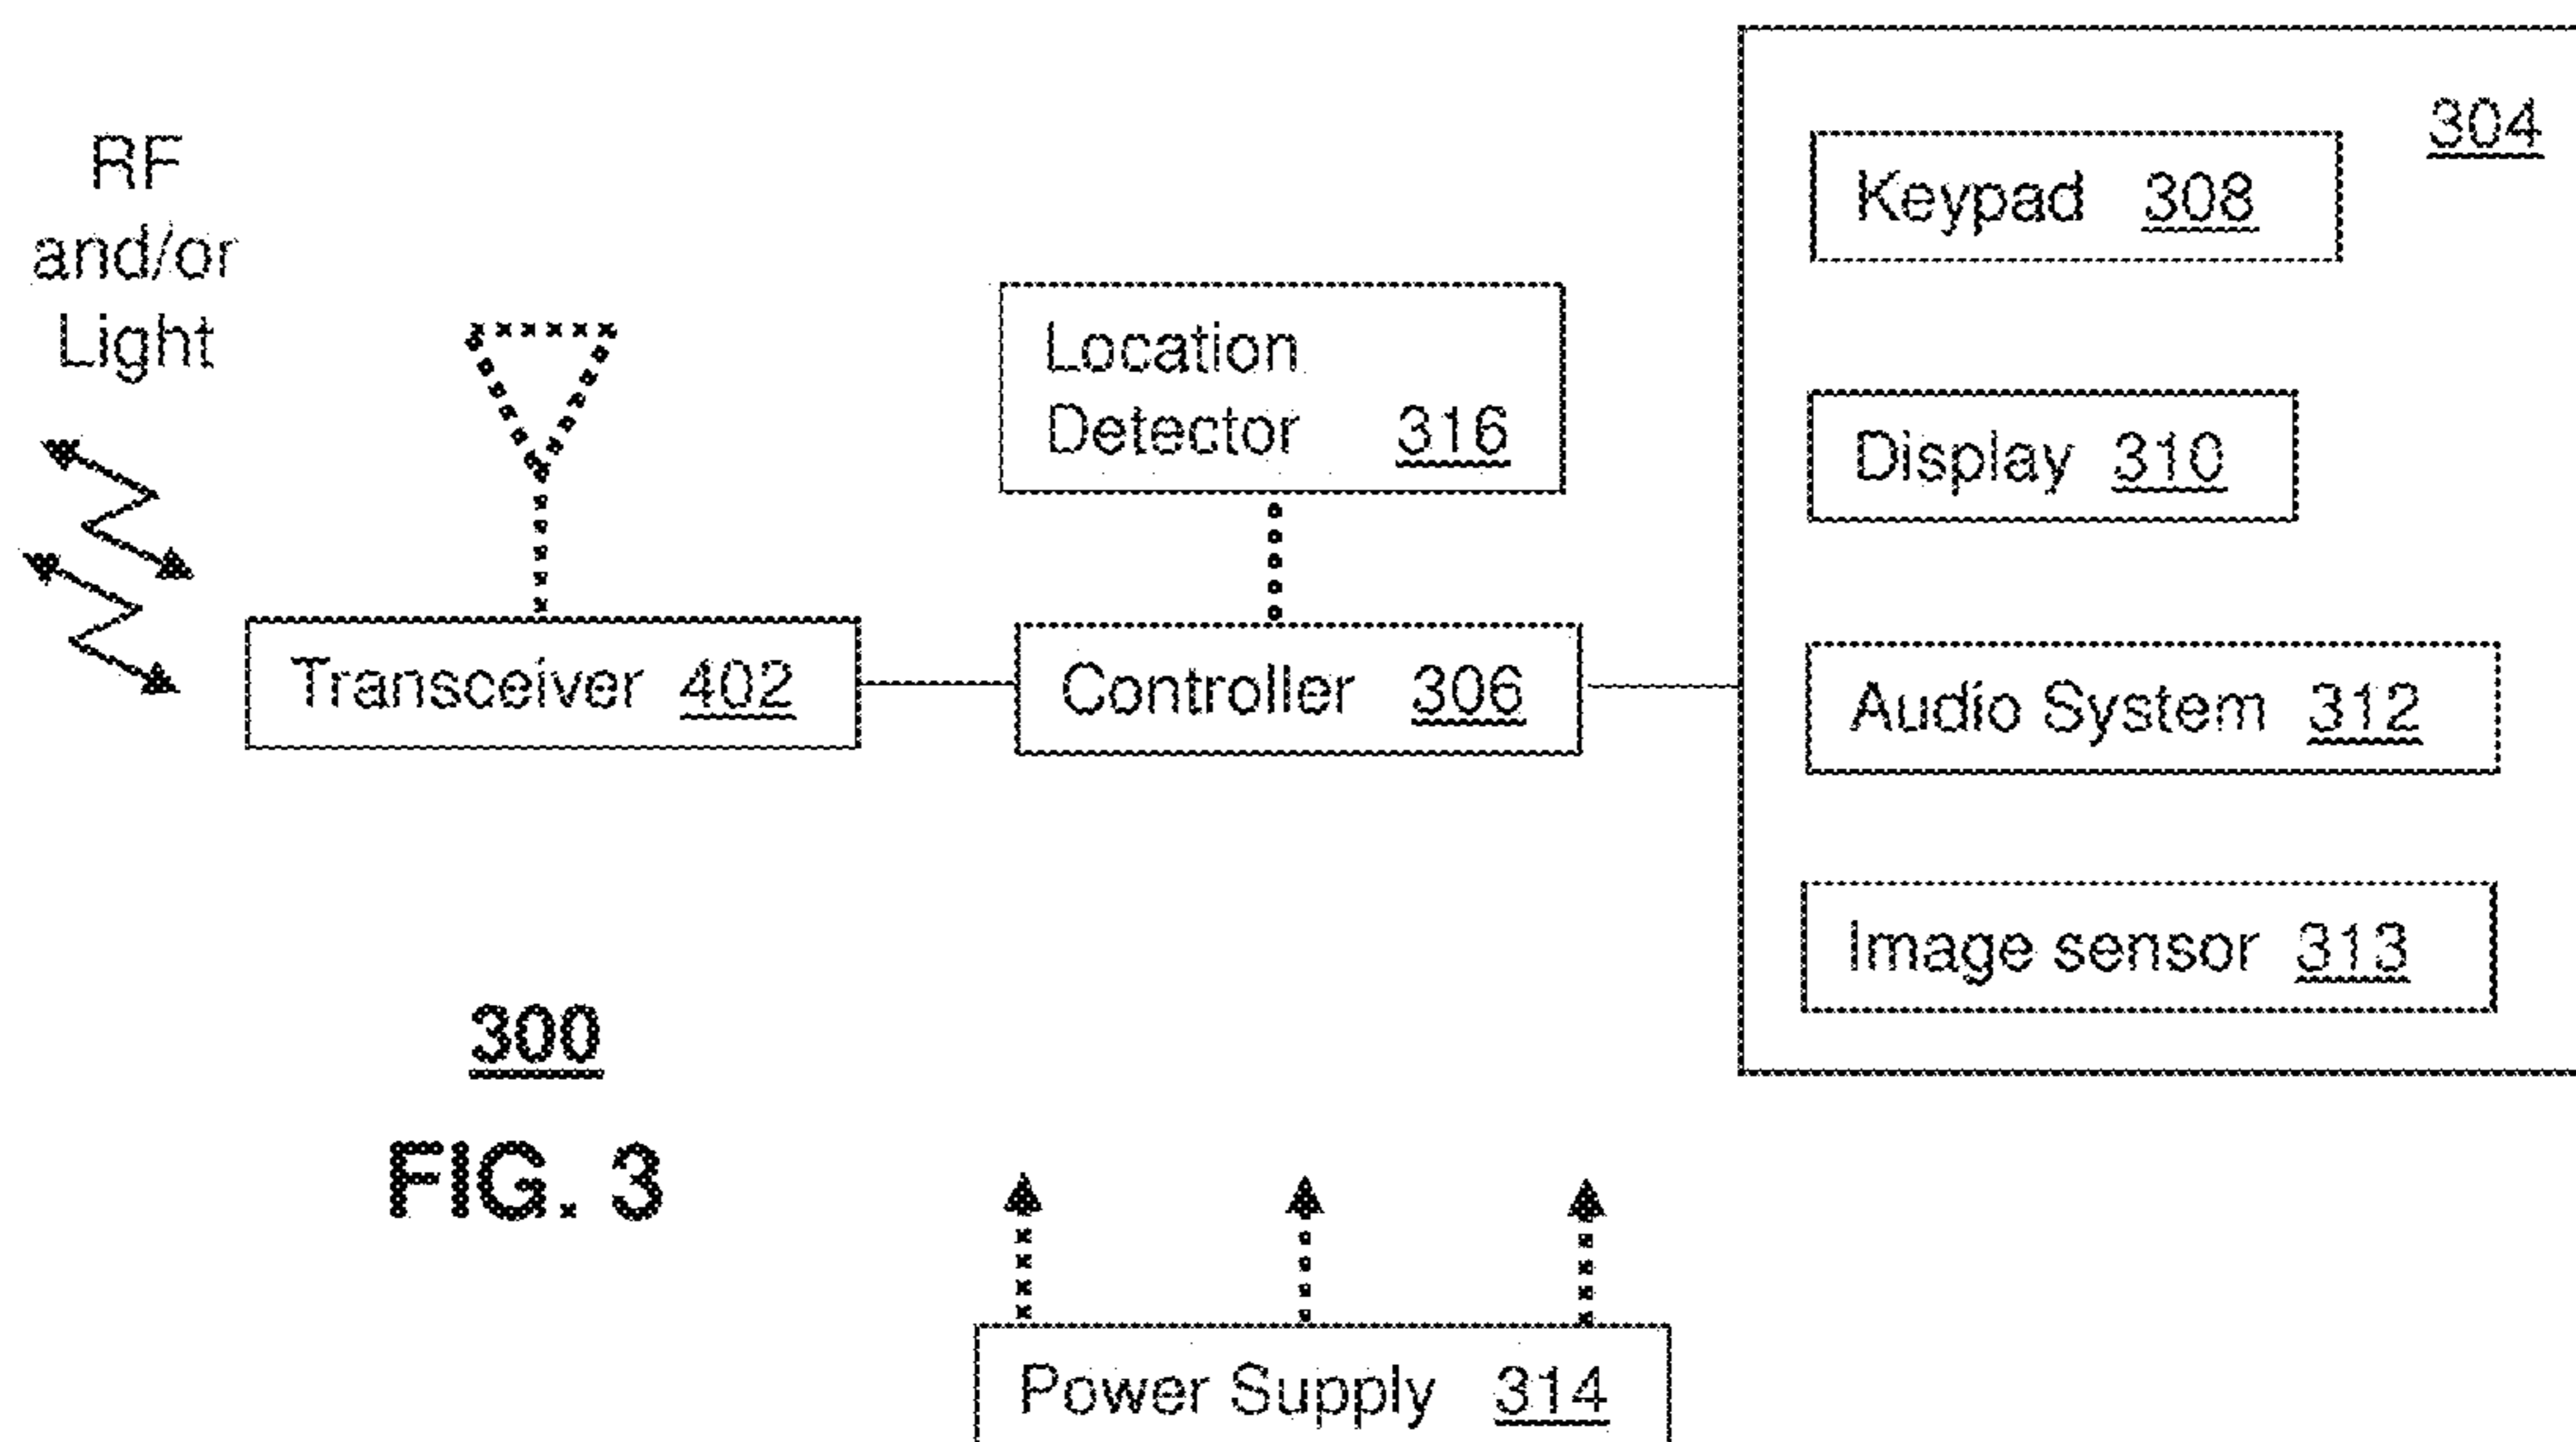 RF
and/or
Light
Transceiver 402
Location
Detector 316
Controller 306
304
Keypad 308
Display 310
Audio System 312
Image sensor 313
300
FIG. 3
Power Supply 314